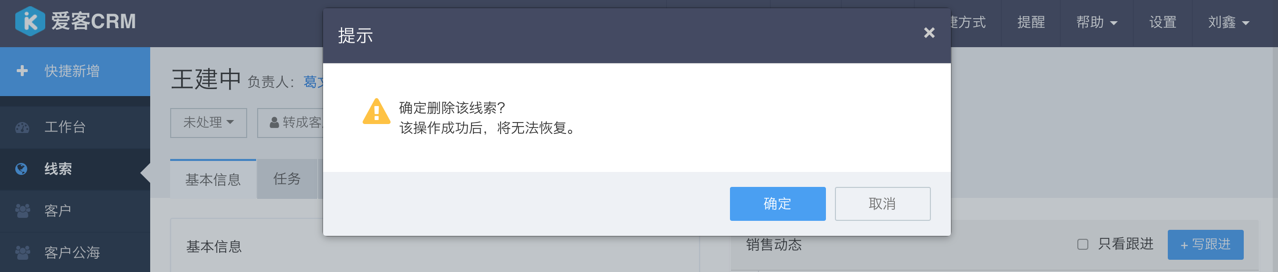 爱客CRM
提示
×
捷方式
提醒
帮助
设置
刘鑫
+ 快捷新增
王建中 负责人: 葛文
确定删除该线索?
该操作成功后，将无法恢复。
工作台
未处理
转成客
线索
基本信息
任务
确定
取消
客户
客户公海
基本信息
销售动态
只看跟进
+ 写跟进